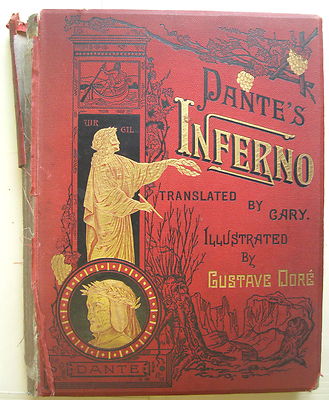 DANTE'S
INFERNO
TRANSLATED
BY
CARY.
ILLUSTRATED
BY
GUSTAVE DORÉ
VIR GIL
DANTE